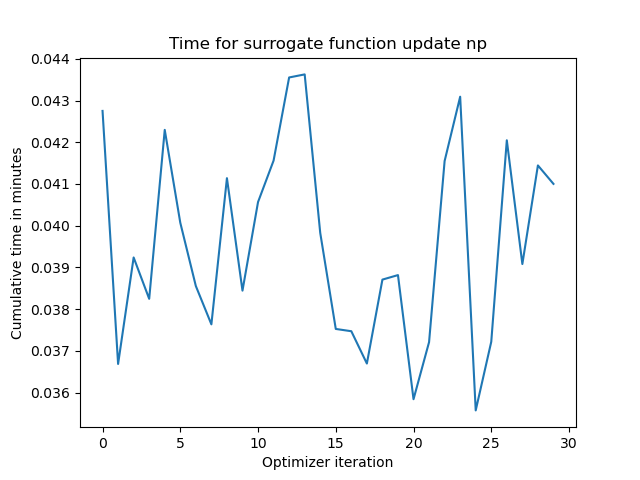 Time for surrogate function update np
Cumulative time in minutes
0.044
0.043
0.042
0.041
0.040
0.039
0.038
0.037
0.036
0 5 10 15 20 25 30
Optimizer iteration